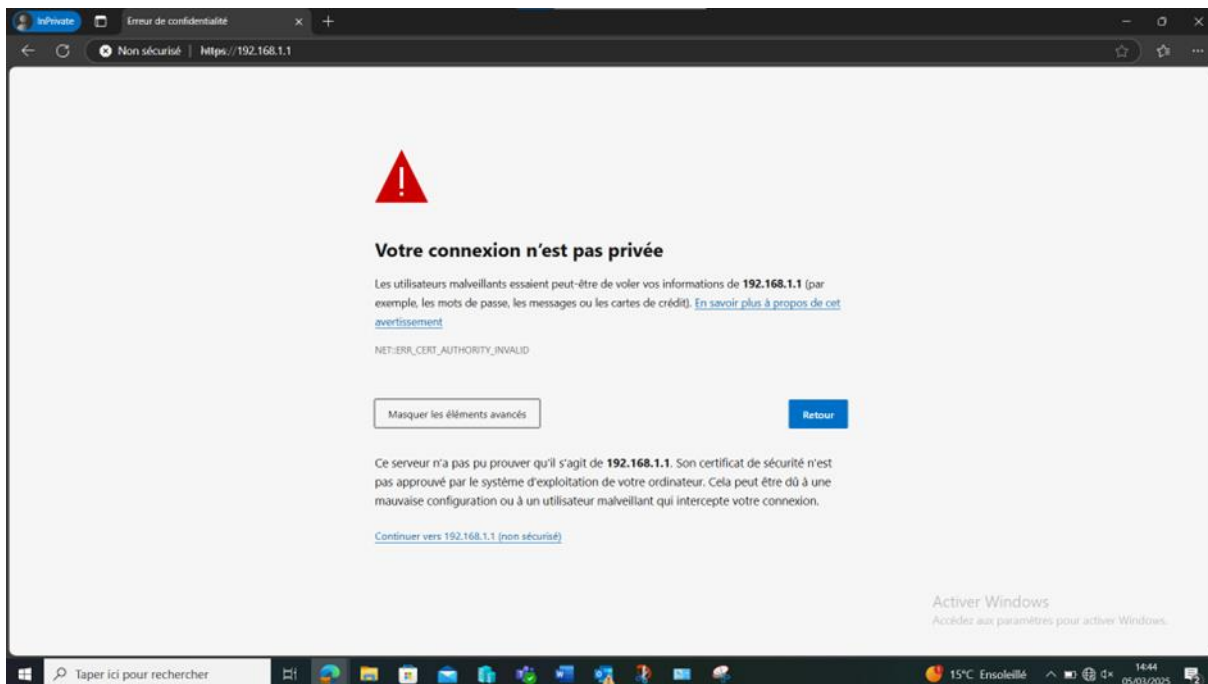 InPrivate
Erreur de confidentialité
Non sécurisé | https://192.168.1.1
Votre connexion n'est pas privée
Les utilisateurs malveillants essaient peut-être de voler vos informations de 192.168.1.1 (par
exemple, les mots de passe, les messages ou les cartes de crédit). En savoir plus à propos de cet
avertissement
NET::ERR_CERT_AUTHORITY_INVALID
Masquer les éléments avancés
Retour
Ce serveur n'a pas pu prouver qu'il s'agit de 192.168.1.1. Son certificat de sécurité n'est
pas approuvé par le système d'exploitation de votre ordinateur. Cela peut être dû à une
mauvaise configuration ou à un utilisateur malveillant qui intercepte votre connexion.
Continuer vers 192.168.1.1 (non sécurisé)
Activer Windows
Accédez aux paramètres pour activer Windows.
Taper ici pour rechercher
15°C Ensoleillé
14:44
05/03/2025
2